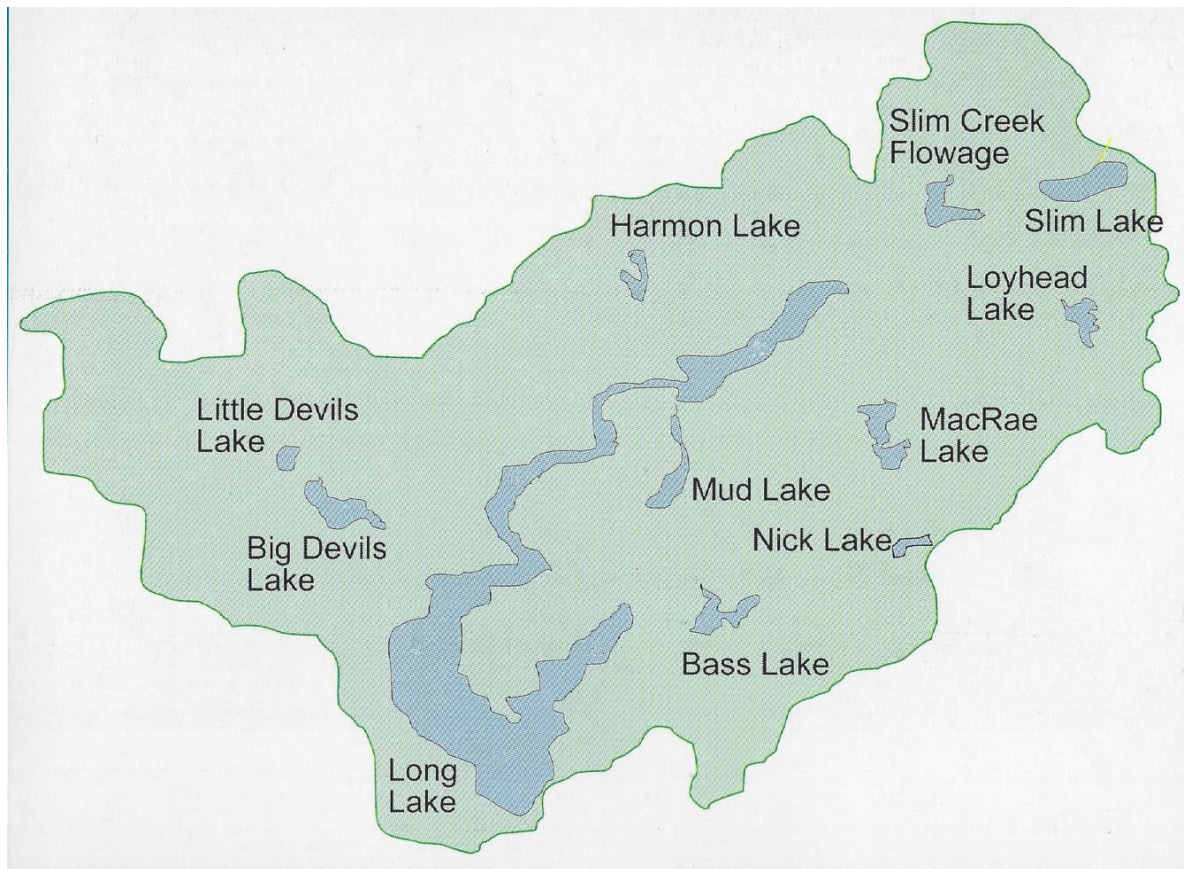 Slim Creek
Flowage
Slim Lake
Harmon Lake
Loyhead
Lake
Little Devils
Lake
MacRae
Lake
Mud Lake
Nick Lake
Big Devils
Lake
Bass Lake
Long
Lake